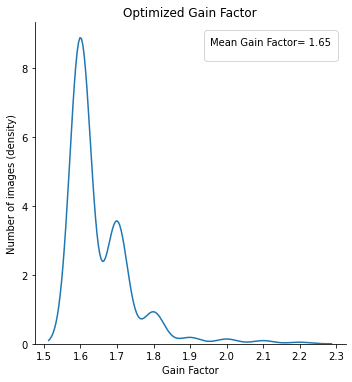 Optimized Gain Factor
Mean Gain Factor= 1.65
Number of images (density)
8
6
4
2
0
1.5 1.6 1.7 1.8 1.9 2.0 2.1 2.2 2.3
Gain Factor